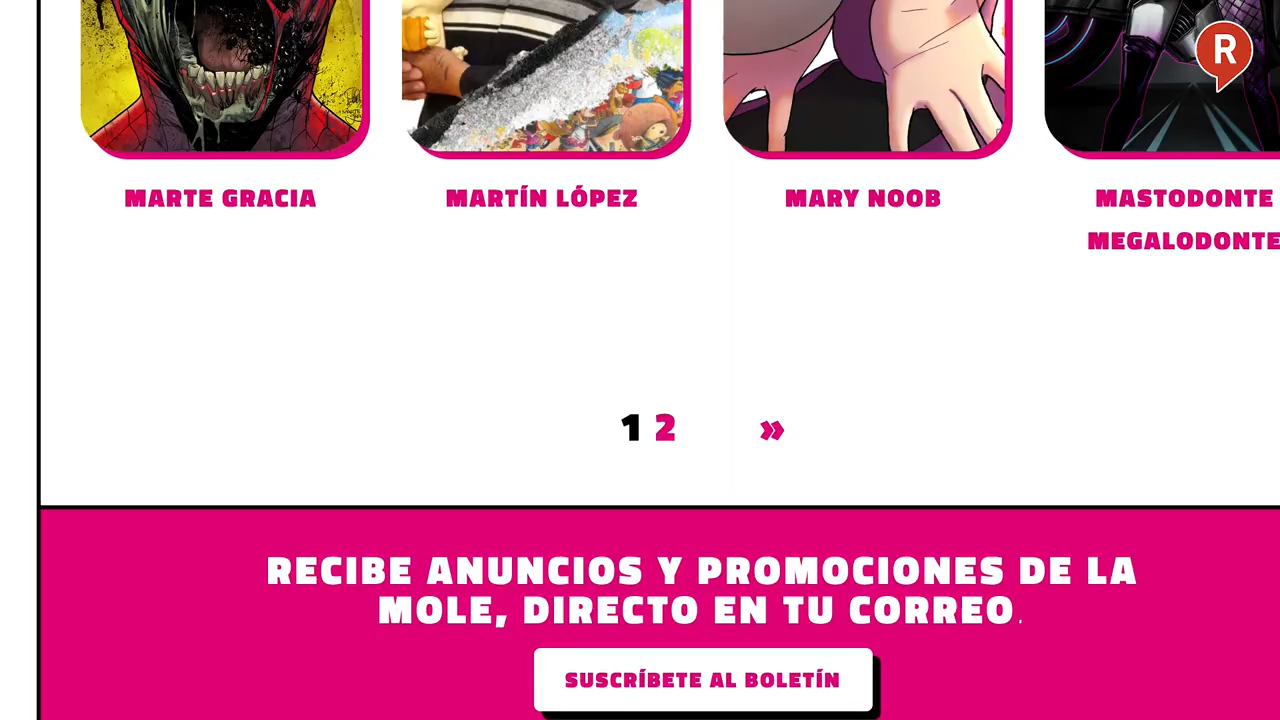 R
MARTE GRACIA
MARTÍN LÓPEZ
MARY NOOB
MASTODONTE
MEGALODONTE
1 2 »
RECIBE ANUNCIOS Y PROMOCIONES DE LA
MOLE, DIRECTO EN TU CORREO.
SUSCRÍBETE AL BOLETÍN